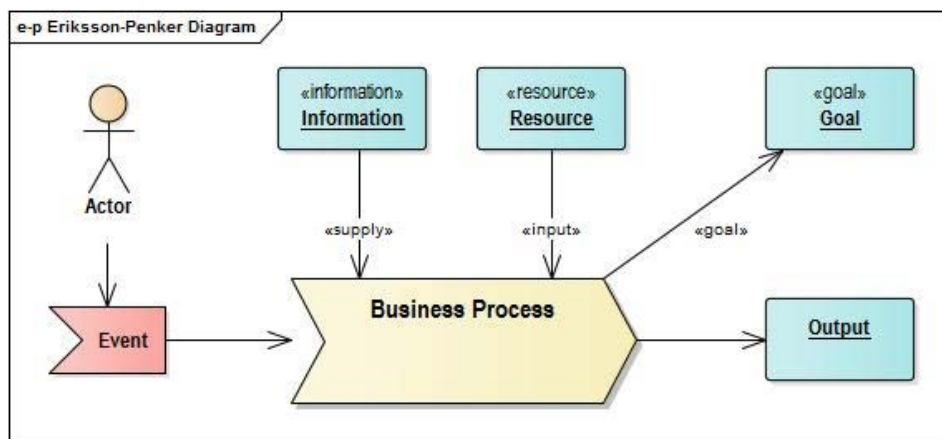 e-p Eriksson-Penker Diagram
«information»
Information
«resource»
Resource
«goal»
Goal
Actor
«supply»
«input»
«goal»
Business Process
Event
Output